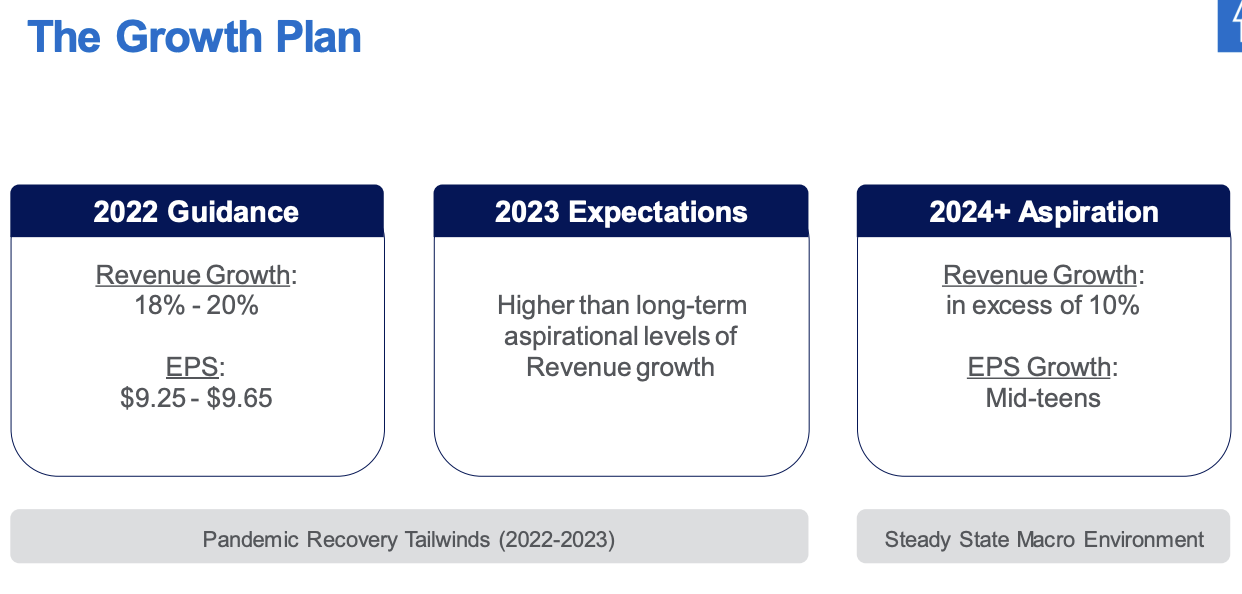 The Growth Plan
2022 Guidance
Revenue Growth:
18% - 20%
EPS:
$9.25 - $9.65
2023 Expectations
Higher than long-term
aspirational levels of
Revenue growth
2024+ Aspiration
Revenue Growth:
in excess of 10%
EPS Growth:
Mid-teens
Pandemic Recovery Tailwinds (2022-2023)
Steady State Macro Environment